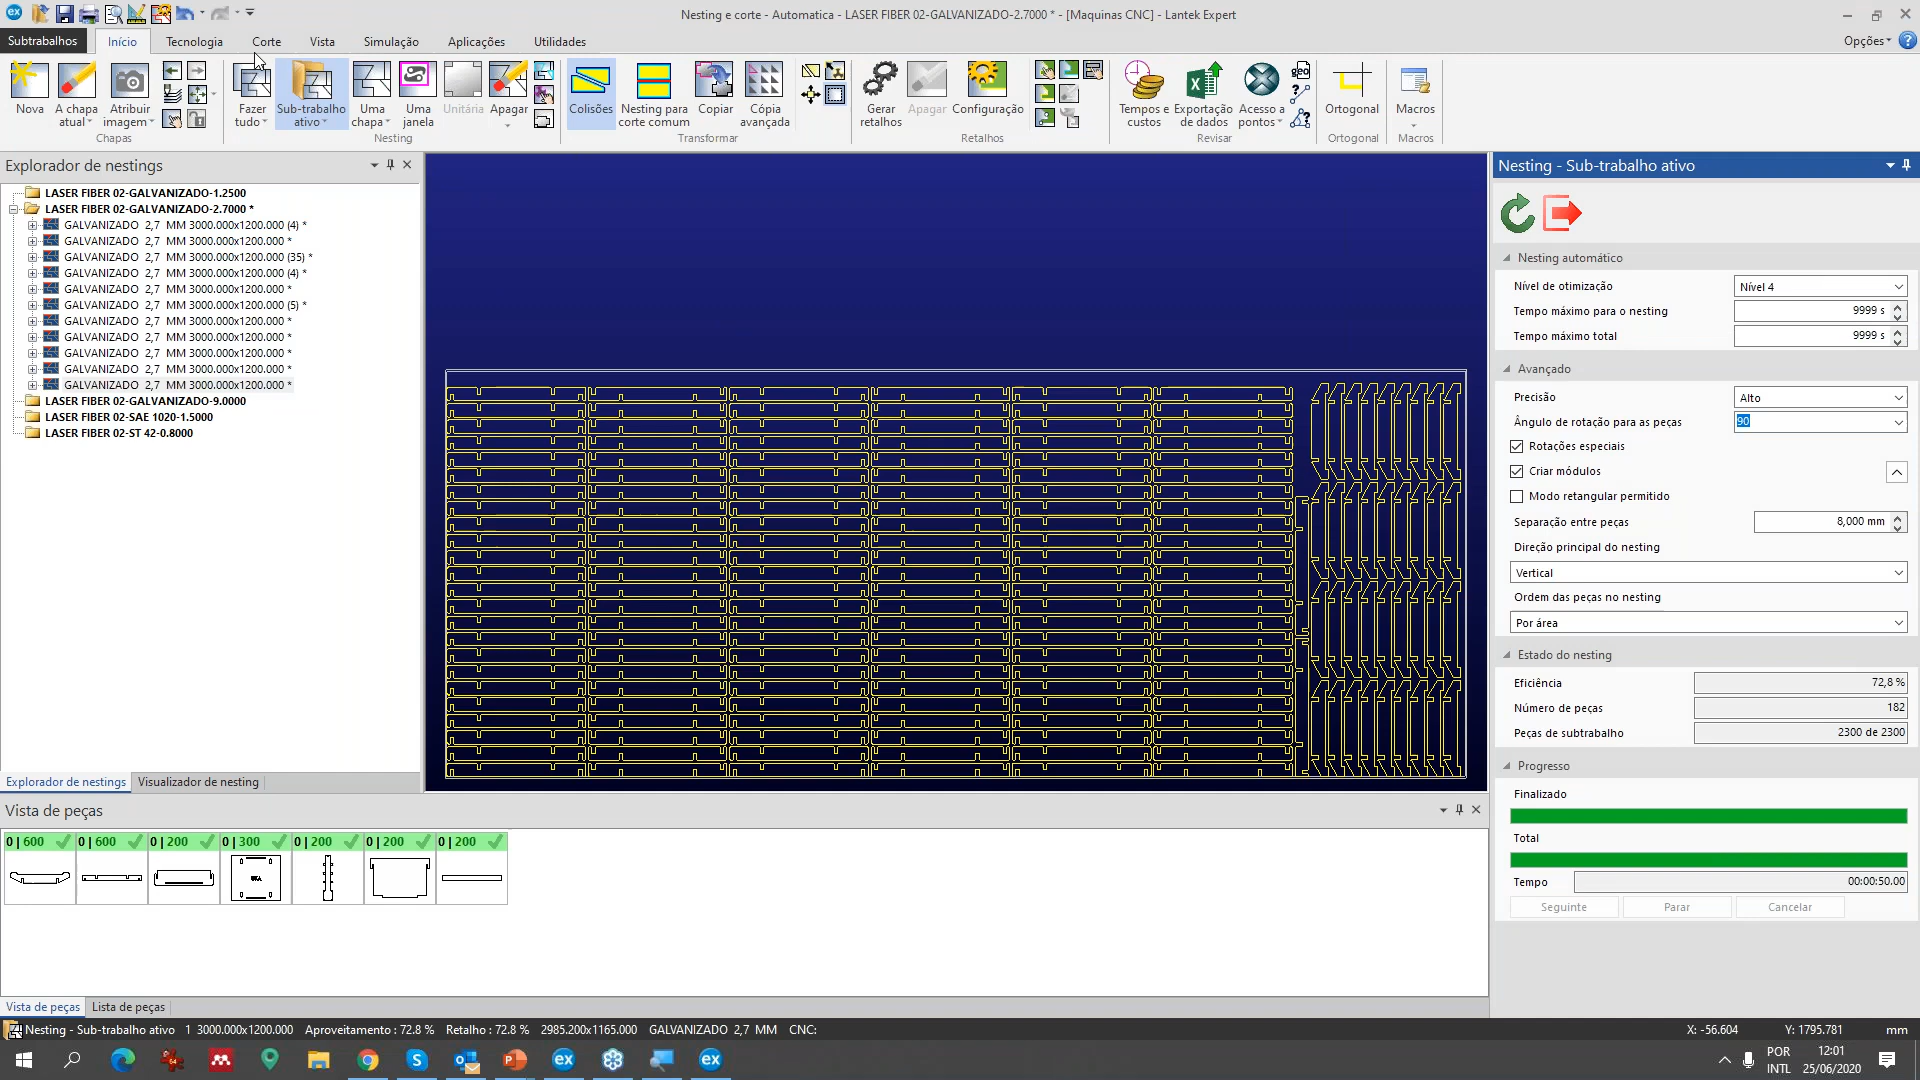 Nesting e corte - Automatica - LASER FIBER 02-GALVANIZADO-2.7000 * - [Maquinas CNC] - Lantek Expert
Subtrabalhos
Início
Tecnologia
Corte
Vista
Simulação
Aplicações
Utilidades
Opções
Nova
A chapa atual
Atribuir imagem
Fazer tudo
Sub-trabalho ativo
Uma chapa
Uma janela
Unitária
Apagar
Colisões
Nesting para corte comum
Copiar
Cópia avançada
Gerar retalhos
Apagar
Configuração
Tempos e custos
Exportação de dados
Acesso a pontos
Ortogonal
Macros
Chapas
Nesting
Transformar
Retalhos
Revisar
Ortogonal
Macros
Explorador de nestings
LASER FIBER 02-GALVANIZADO-1.2500
LASER FIBER 02-GALVANIZADO-2.7000 *
GALVANIZADO 2,7 MM 3000.000x1200.000 (4) *
GALVANIZADO 2,7 MM 3000.000x1200.000 *
GALVANIZADO 2,7 MM 3000.000x1200.000 (35) *
GALVANIZADO 2,7 MM 3000.000x1200.000 (4) *
GALVANIZADO 2,7 MM 3000.000x1200.000 *
GALVANIZADO 2,7 MM 3000.000x1200.000 (5) *
GALVANIZADO 2,7 MM 3000.000x1200.000 *
GALVANIZADO 2,7 MM 3000.000x1200.000 *
GALVANIZADO 2,7 MM 3000.000x1200.000 *
GALVANIZADO 2,7 MM 3000.000x1200.000 *
GALVANIZADO 2,7 MM 3000.000x1200.000 *
LASER FIBER 02-GALVANIZADO-9.0000
LASER FIBER 02-SAE 1020-1.5000
LASER FIBER 02-ST 42-0.8000
Explorador de nestings
Visualizador de nesting
Nesting - Sub-trabalho ativo
Nesting automático
Nível de otimização
Nível 4
Tempo máximo para o nesting
9999 s
Tempo máximo total
9999 s
Avançado
Precisão
Alto
Ângulo de rotação para as peças
90
Rotações especiais
Criar módulos
Modo retangular permitido
Separação entre peças
8,000 mm
Direção principal do nesting
Vertical
Ordem das peças no nesting
Por área
Estado do nesting
Eficiência
72,8 %
Número de peças
182
Peças de subtrabalho
2300 de 2300
Progresso
Finalizado
Total
Tempo
00:00:50.00
Seguinte
Parar
Cancelar
Vista de peças
0 | 600
0 | 600
0 | 200
0 | 300
0 | 200
0 | 200
0 | 200
Vista de peças
Lista de peças
Nesting - Sub-trabalho ativo 1 3000.000x1200.000 Aproveitamento : 72.8 % Retalho : 72.8 % 2985.200x1165.000 GALVANIZADO 2,7 MM CNC:
X: -56.604 Y: 1795.781 mm
POR
INTL
12:01
25/06/2020